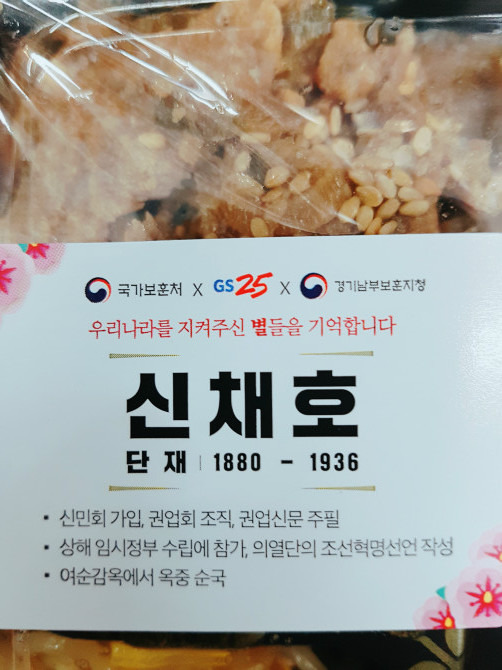 국가보훈처 X GS25 X 경기남부보훈지청
우리나라를 지켜주신 별들을 기억합니다
신채호
단재 | 1880 - 1936
• 신민회 가입, 권업회 조직, 권업신문 주필
• 상해 임시정부 수립에 참가, 의열단의 조선혁명선언 작성
• 여순감옥에서 옥중 순국